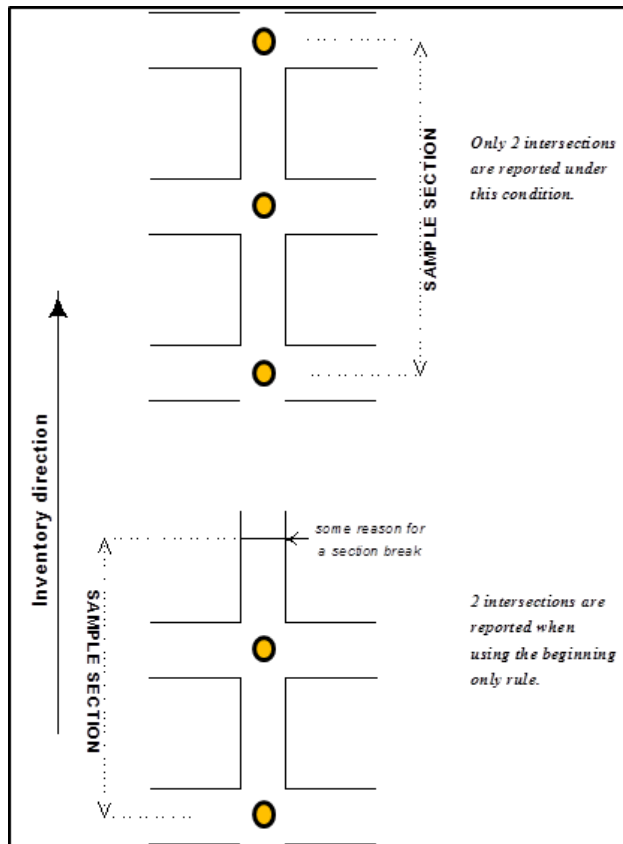 Only 2 intersections
are reported under
this condition.
SAMPLE SECTION
Inventory direction
some reason for
a section break
SAMPLE SECTION
2 intersections are
reported when
using the beginning
only rule.